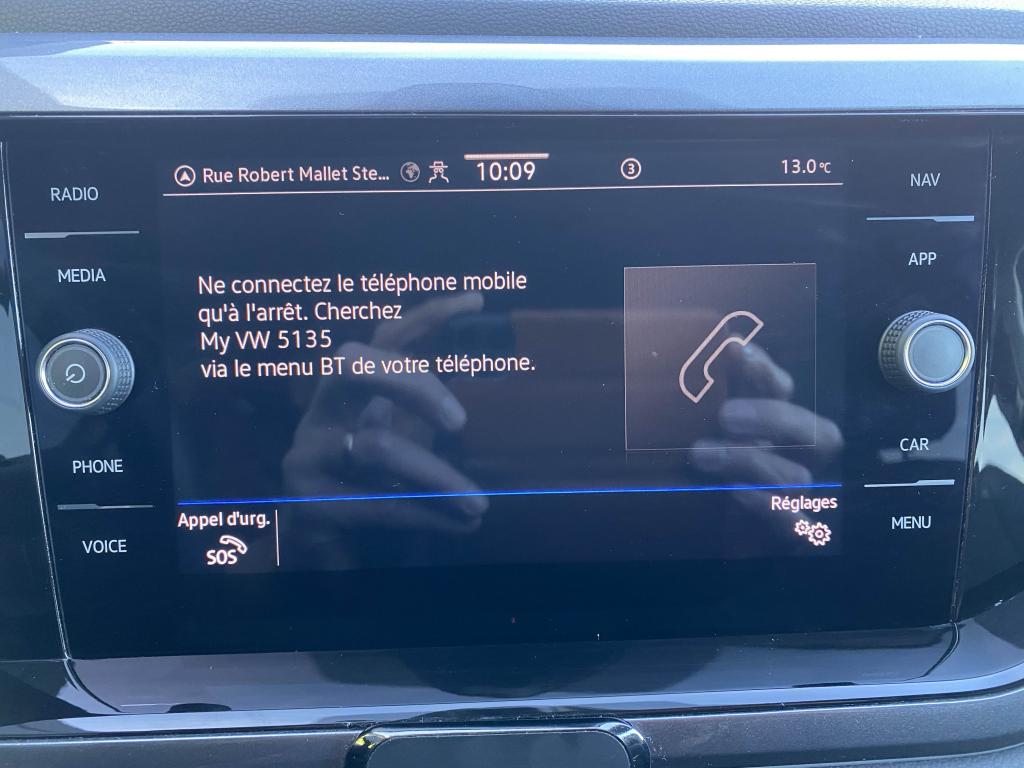 RADIO
Rue Robert Mallet Ste... 10:09 3 13.0°C
NAV
MEDIA
APP
Ne connectez le téléphone mobile
qu'à l'arrêt. Cherchez
My VW 5135
via le menu BT de votre téléphone.
PHONE
CAR
Appel d'urg.
SOS
Réglages
VOICE
MENU